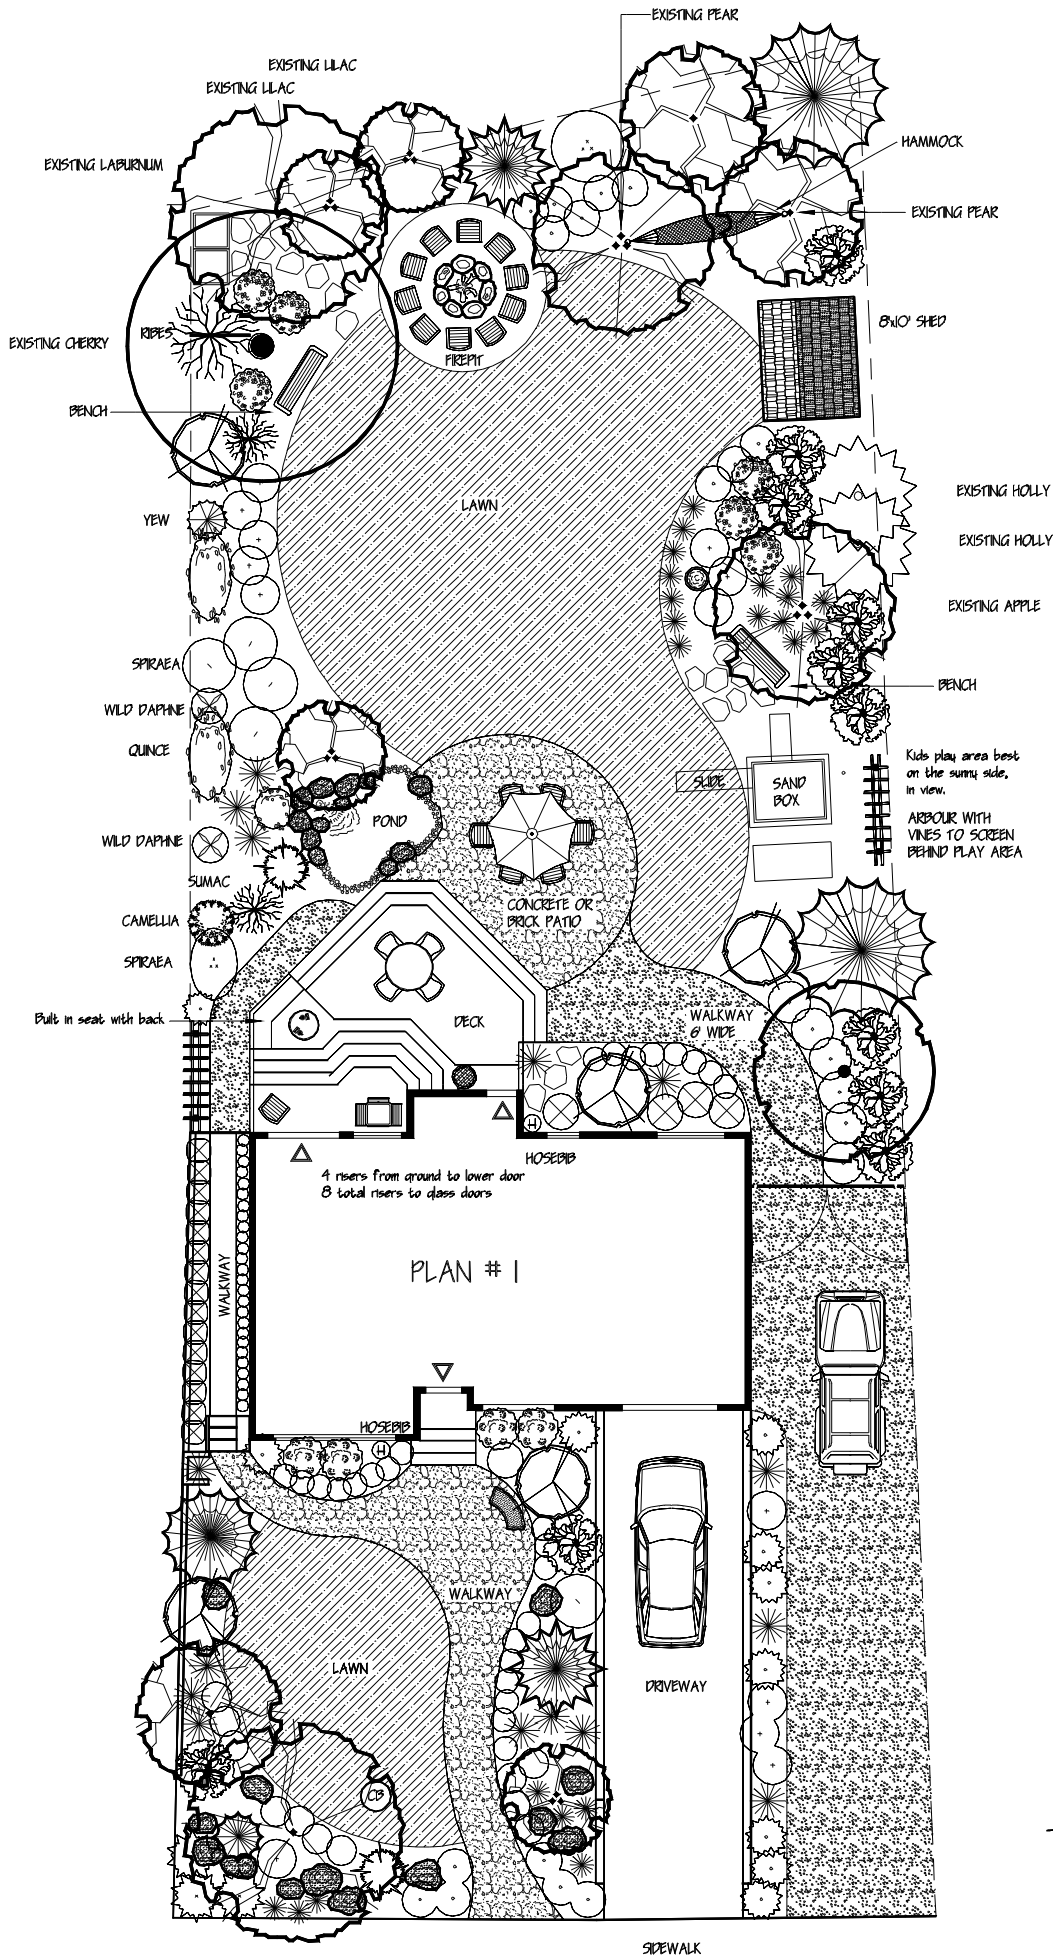 EXISTING PEAR
EXISTING LILAC
EXISTING LILAC
HAMMOCK
EXISTING LABURNUM
EXISTING PEAR
8'x10' SHED
RIBES
EXISTING CHERRY
FIREPIT
BENCH
LAWN
EXISTING HOLLY
YEW
EXISTING HOLLY
EXISTING APPLE
SPIRAEA
BENCH
WILD DAPHNE
QUINCE
Kids play area best
on the sunny side,
in view.
SLIDE
SAND
BOX
POND
ARBOUR WITH
VINES TO SCREEN
BEHIND PLAY AREA
WILD DAPHNE
SUMAC
CONCRETE OR
BRICK PATIO
CAMELLIA
SPIRAEA
Built in seat with back
DECK
WALKWAY
6' WIDE
H
HOSEBIB
4 risers from ground to lower door
8 total risers to glass doors
WALKWAY
PLAN # 1
HOSEBIB
H
WALKWAY
LAWN
DRIVEWAY
CB
SIDEWALK